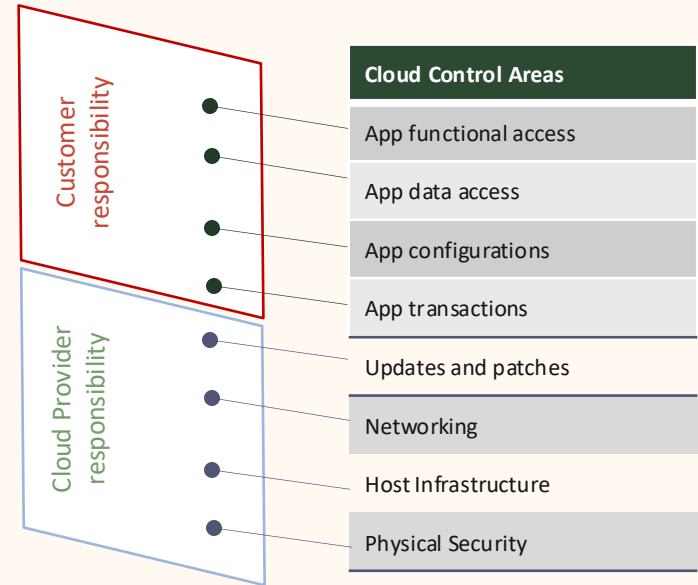 Customer
responsibility
Cloud Provider
responsibility
Cloud Control Areas
App functional access
App data access
App configurations
App transactions
Updates and patches
Networking
Host Infrastructure
Physical Security